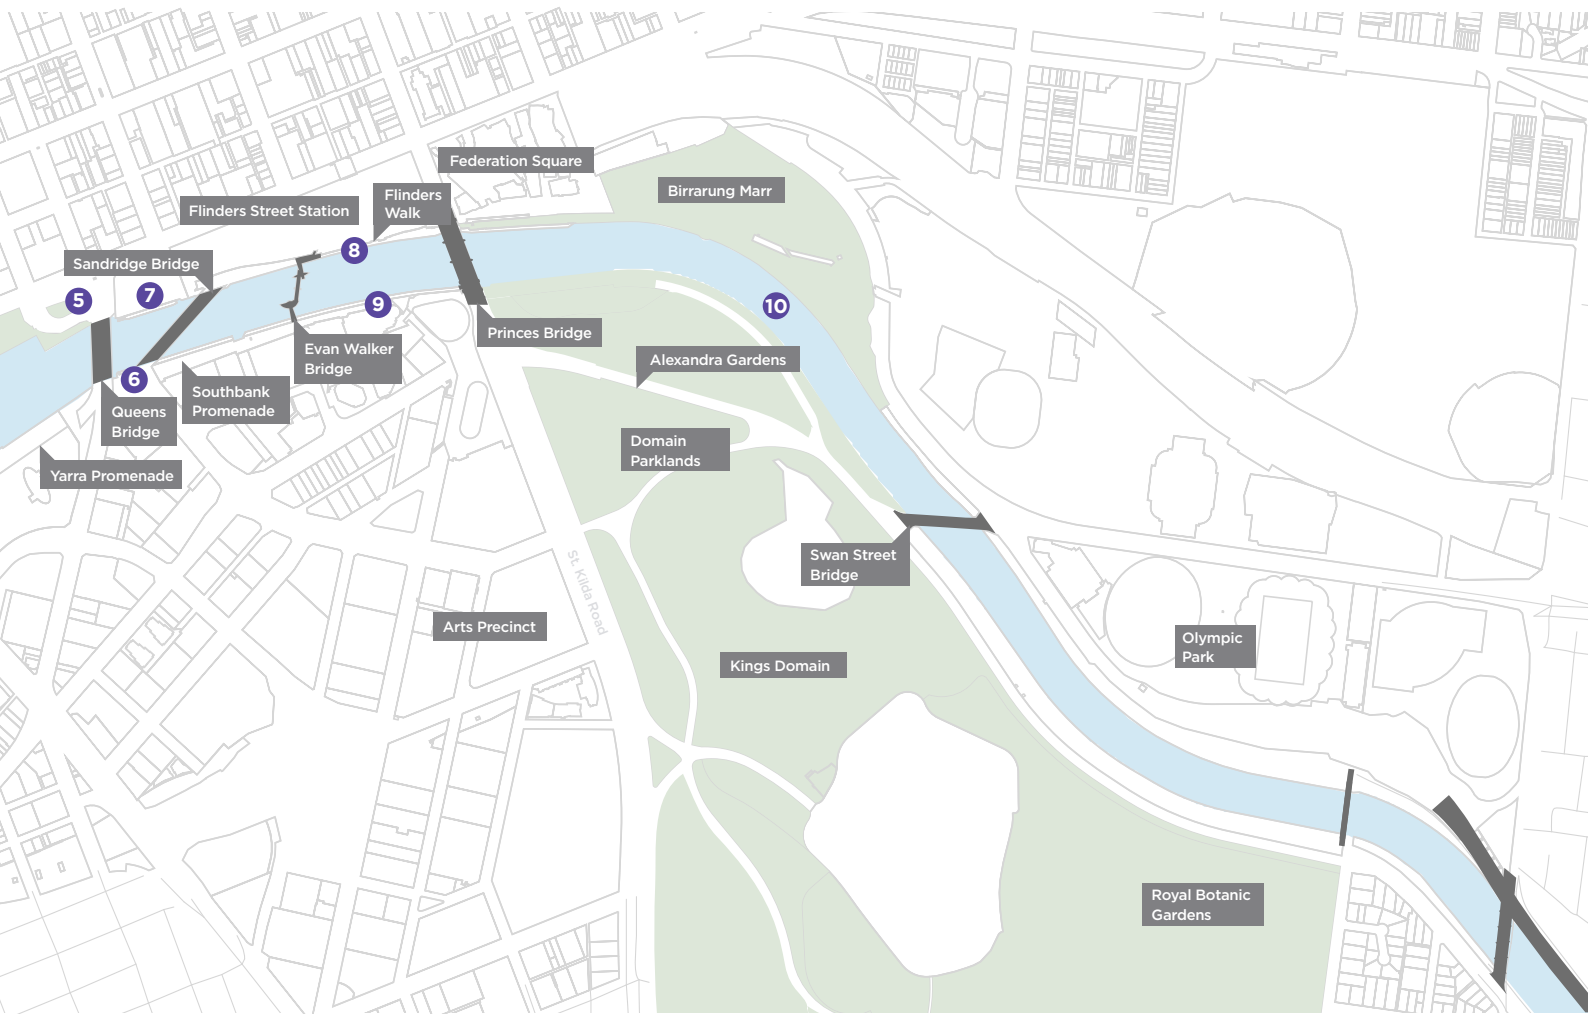 Federation Square
Birrarung Marr
Flinders
Walk
Flinders Street Station
8
Sandridge Bridge
5
7
9
10
Princes Bridge
Evan Walker
Bridge
Alexandra Gardens
6
Southbank
Promenade
Queens
Bridge
Domain
Parklands
Yarra Promenade
Swan Street
Bridge
St. Kilda Road
Arts Precinct
Olympic
Park
Kings Domain
Royal Botanic
Gardens